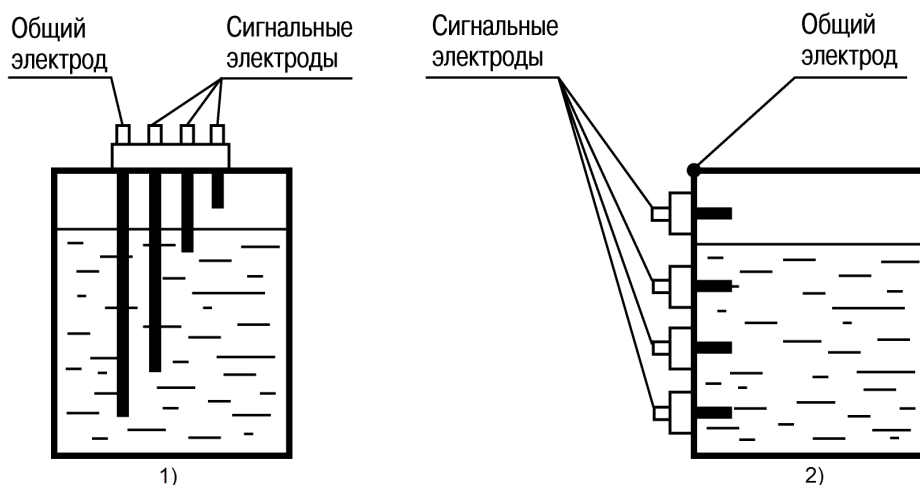 Общий
электрод
Сигнальные
электроды
Сигнальные
электроды
Общий
электрод
1)
2)